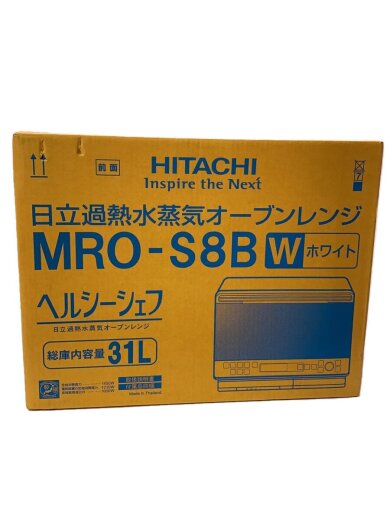 前面
HITACHI
Inspire the Next
7
日立過熱水蒸気オーブンレンジ
MRO-S8B W ホワイト
ヘルシーシェフ
日立過熱水蒸気オーブンレンジ
総庫内容量 31L
Made in Thailand